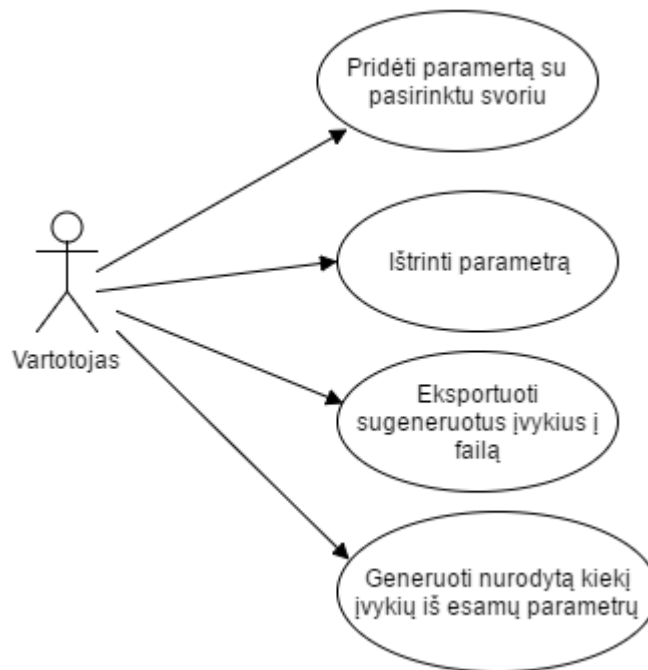 Pridėti paramertą su
pasirinktu svoriu
Ištrinti parametrą
Vartotojas
Eksportuoti
sugeneruotus įvykius į
failą
Generuoti nurodytą kiekį
įvykių iš esamų parametrų